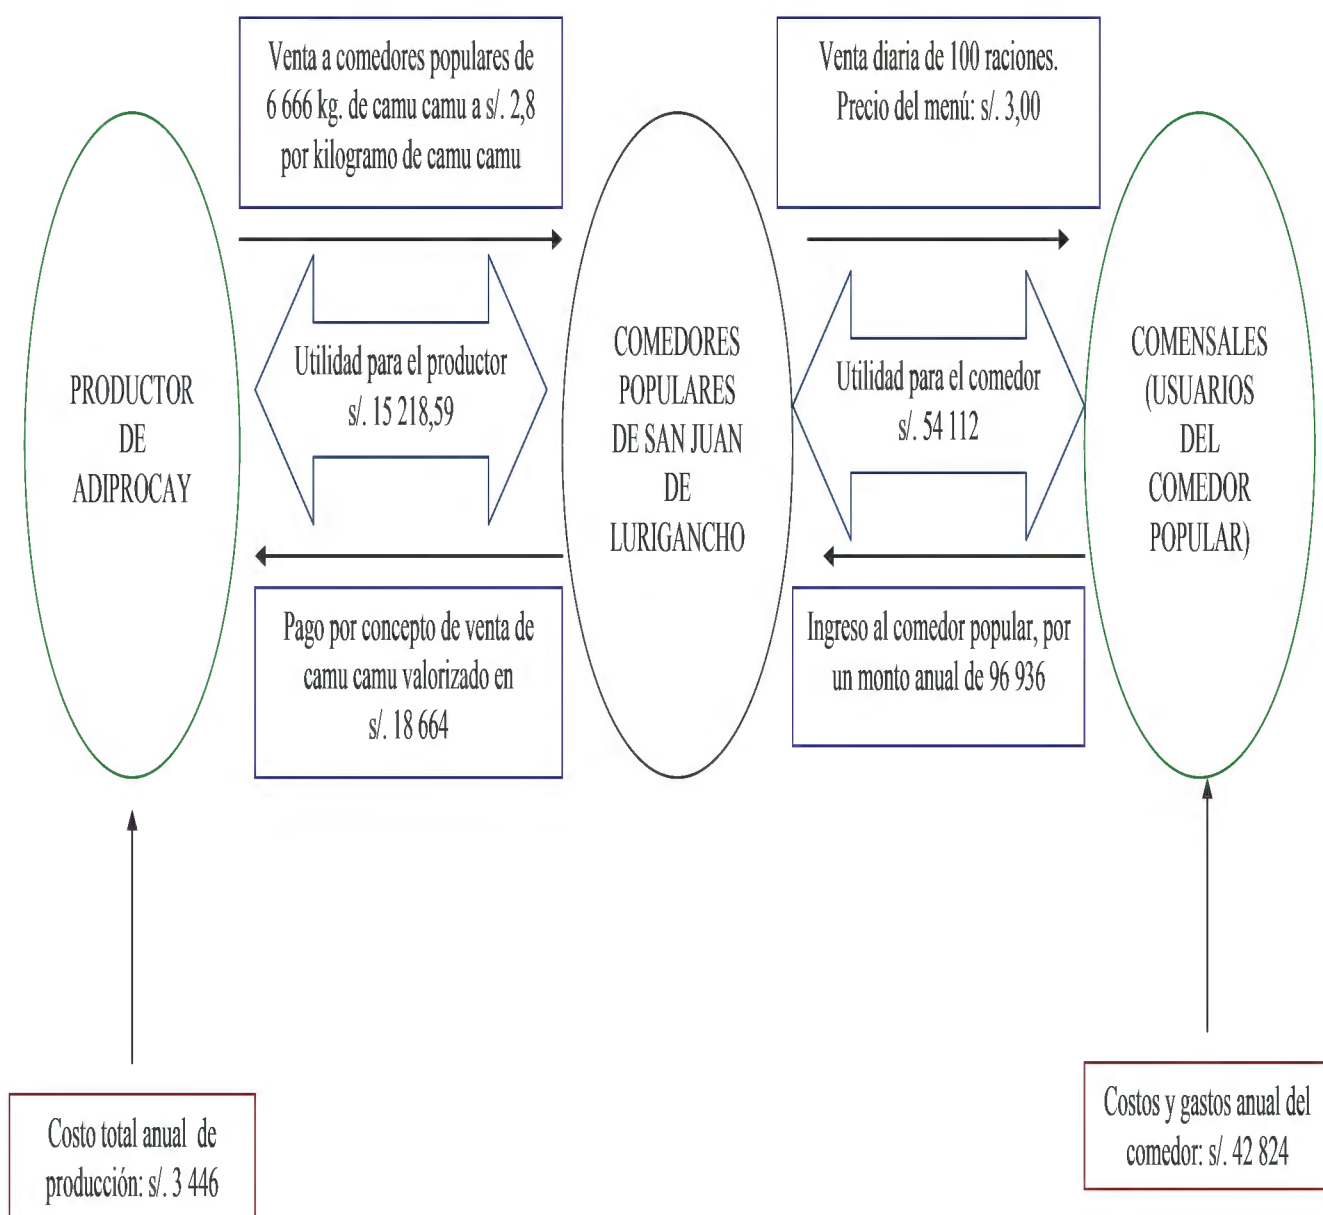 Venta a comedores populares de
6 666 kg. de camu camu a s/. 2,8
por kilogramo de camu camu
Venta diaria de 100 raciones.
Precio del menú: s/. 3,00
PRODUCTOR
DE
ADIPROCAY
Utilidad para el productor
s/. 15 218,59
COMEDORES
POPULARES
DE SAN JUAN
DE
LURIGANCHO
Utilidad para el comedor
s/. 54 112
COMENSALES
(USUARIOS
DEL
COMEDOR
POPULAR)
Pago por concepto de venta de
camu camu valorizado en
s/. 18 664
Ingreso al comedor popular, por
un monto anual de 96 936
Costo total anual de
producción: s/. 3 446
Costos y gastos anual del
comedor: s/. 42 824